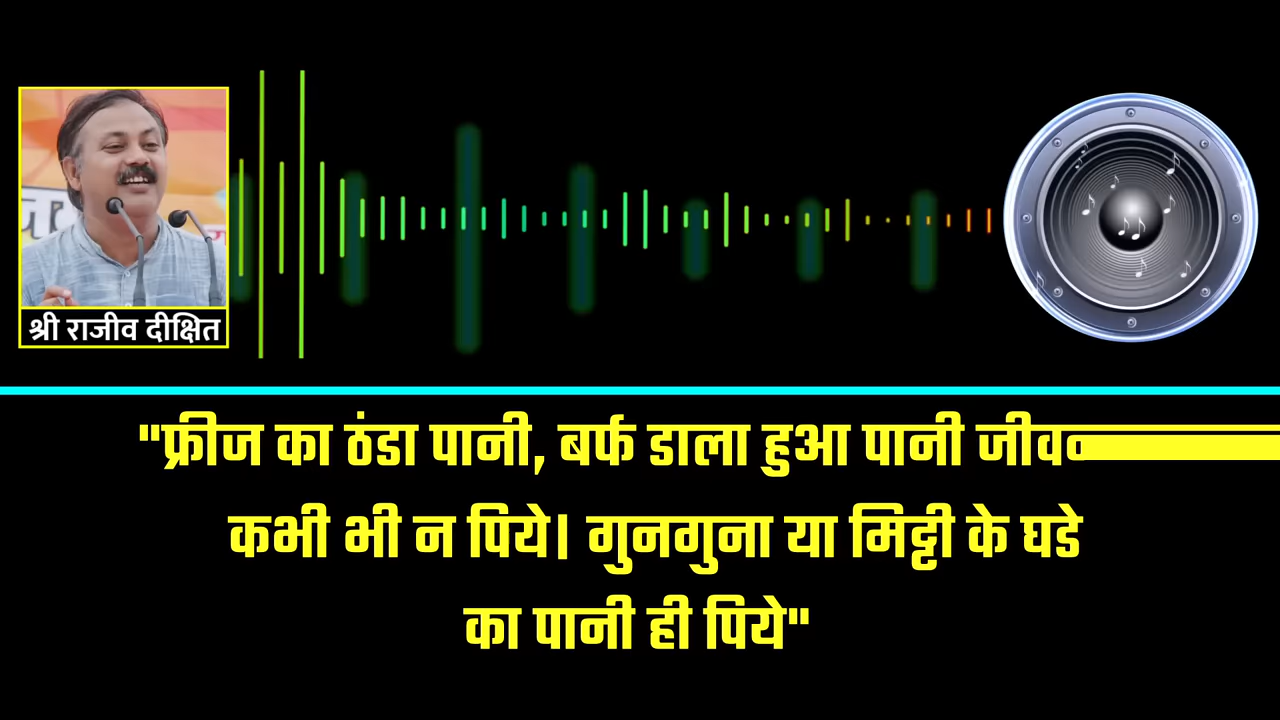 श्री राजीव दीक्षित
"फ्रीज का ठंडा पानी, बर्फ डाला हुआ पानी
कभी भी न पिये। गुनगुना या मिट्टी के घडे
का पानी ही पिये"